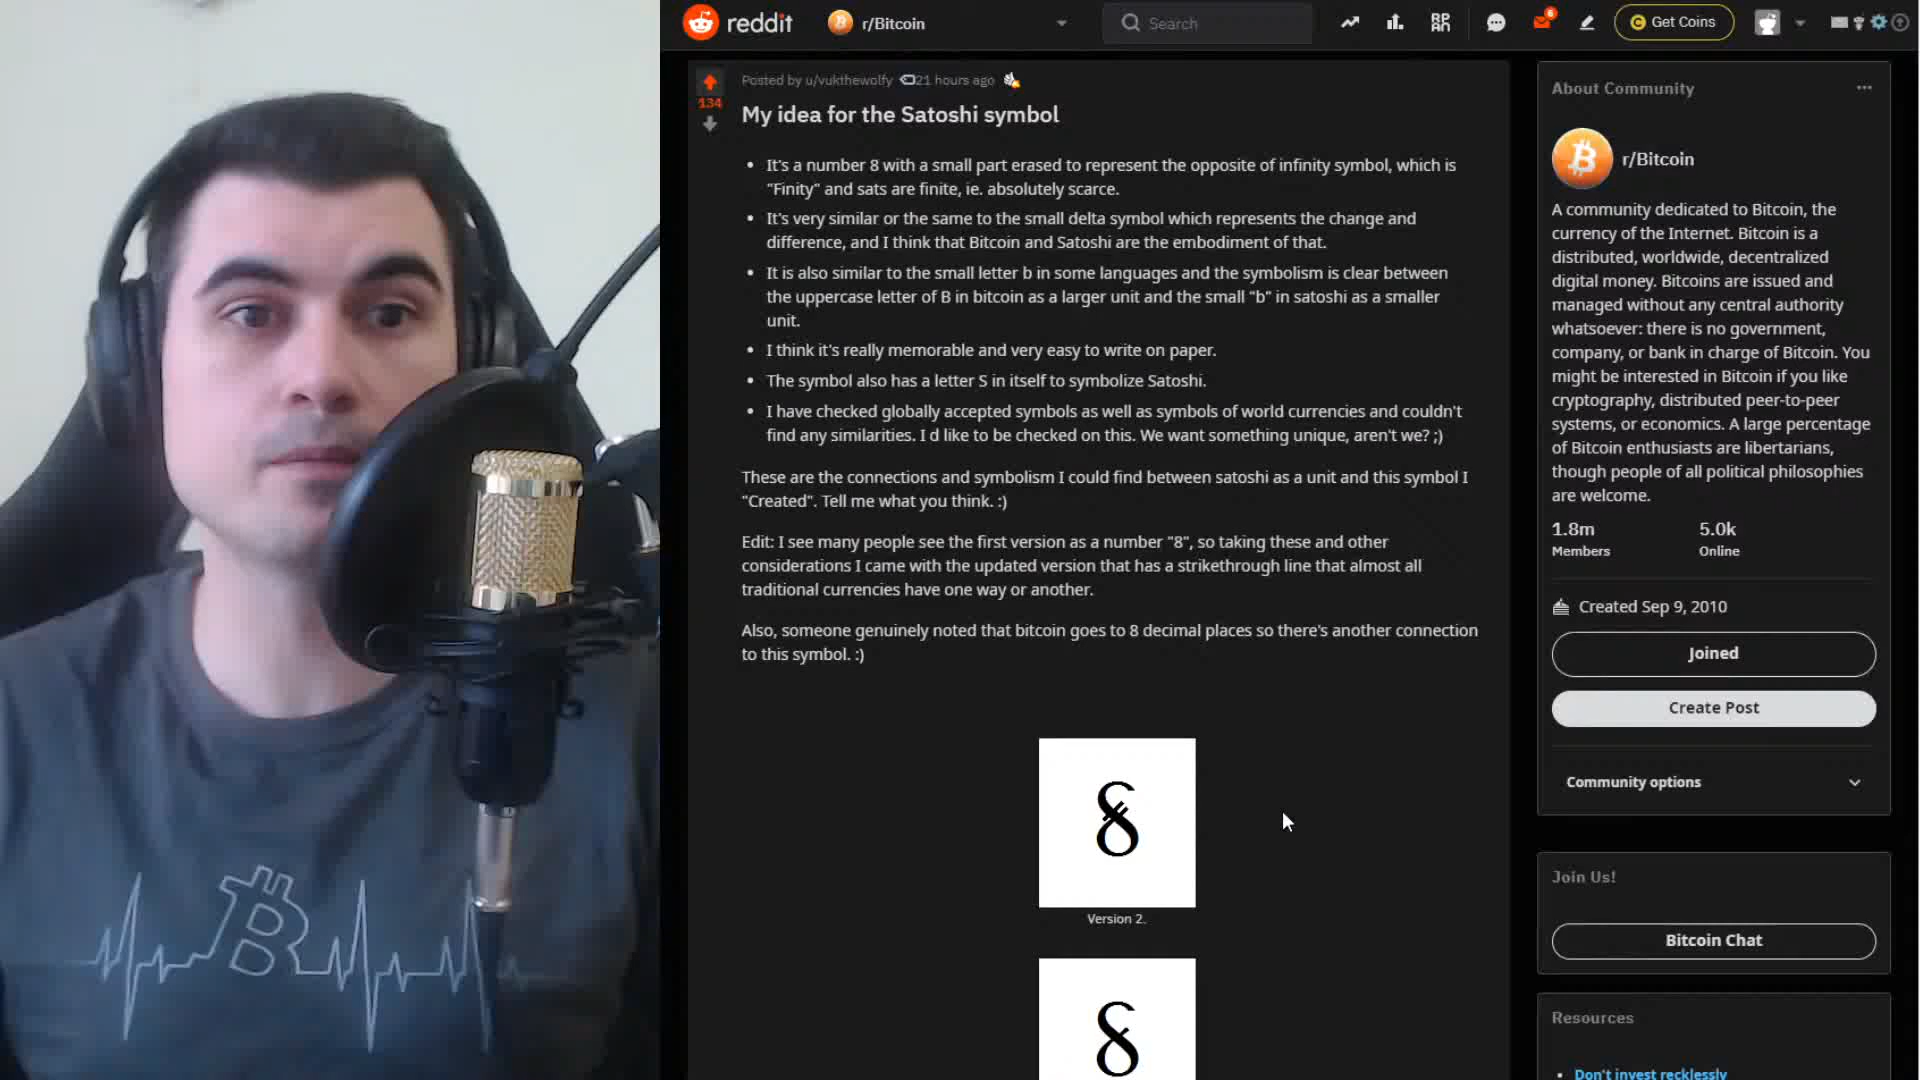 reddit
r/Bitcoin
Search
6
Get Coins
Posted by u/vukthewolfy 21 hours ago
134
My idea for the Satoshi symbol
• It's a number 8 with a small part erased to represent the opposite of infinity symbol, which is
"Finity" and sats are finite, ie. absolutely scarce.
• It's very similar or the same to the small delta symbol which represents the change and
difference, and I think that Bitcoin and Satoshi are the embodiment of that.
• It is also similar to the small letter b in some languages and the symbolism is clear between
the uppercase letter of B in bitcoin as a larger unit and the small "b" in satoshi as a smaller
unit.
• I think it's really memorable and very easy to write on paper.
• The symbol also has a letter S in itself to symbolize Satoshi.
• I have checked globally accepted symbols as well as symbols of world currencies and couldn't
find any similarities. I d like to be checked on this. We want something unique, aren't we? ;)
These are the connections and symbolism I could find between satoshi as a unit and this symbol I
"Created". Tell me what you think. :)
Edit: I see many people see the first version as a number "8", so taking these and other
considerations I came with the updated version that has a strikethrough line that almost all
traditional currencies have one way or another.
Also, someone genuinely noted that bitcoin goes to 8 decimal places so there's another connection
to this symbol. :)
Version 2.
About Community
r/Bitcoin
A community dedicated to Bitcoin, the
currency of the Internet. Bitcoin is a
distributed, worldwide, decentralized
digital money. Bitcoins are issued and
managed without any central authority
whatsoever: there is no government,
company, or bank in charge of Bitcoin. You
might be interested in Bitcoin if you like
cryptography, distributed peer-to-peer
systems, or economics. A large percentage
of Bitcoin enthusiasts are libertarians,
though people of all political philosophies
are welcome.
1.8m 5.0k
Members Online
Created Sep 9, 2010
Joined
Create Post
Community options
Join Us!
Bitcoin Chat
Resources
• Don't invest recklessly